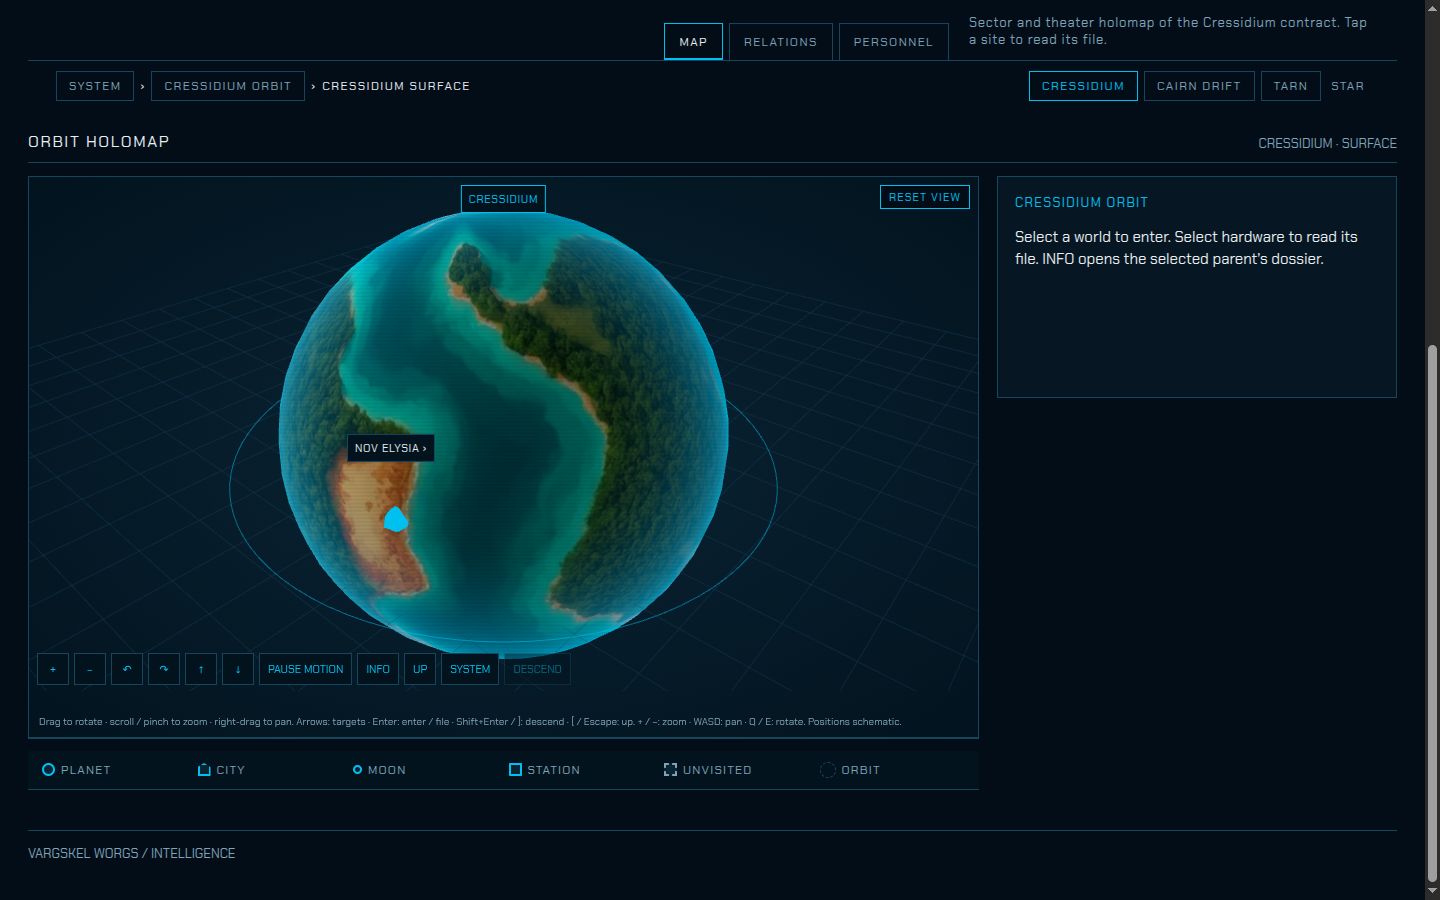 MAP
RELATIONS
PERSONNEL
Sector and theater holomap of the Cressidium contract. Tap
a site to read its file.
SYSTEM › CRESSIDIUM ORBIT › CRESSIDIUM SURFACE
CRESSIDIUM
CAIRN DRIFT
TARN
STAR
ORBIT HOLOMAP
CRESSIDIUM · SURFACE
CRESSIDIUM
RESET VIEW
NOV ELYSIA ›
+ − ↶ ↷ ↑ ↓ PAUSE MOTION INFO UP SYSTEM DESCEND
Drag to rotate · scroll / pinch to zoom · right-drag to pan. Arrows: targets · Enter: enter / file · Shift+Enter / ]: descend · [ / Escape: up. + / −: zoom · WASD: pan · Q / E: rotate. Positions schematic.
CRESSIDIUM ORBIT
Select a world to enter. Select hardware to read its
file. INFO opens the selected parent's dossier.
PLANET
CITY
MOON
STATION
UNVISITED
ORBIT
VARGSKEL WORGS / INTELLIGENCE